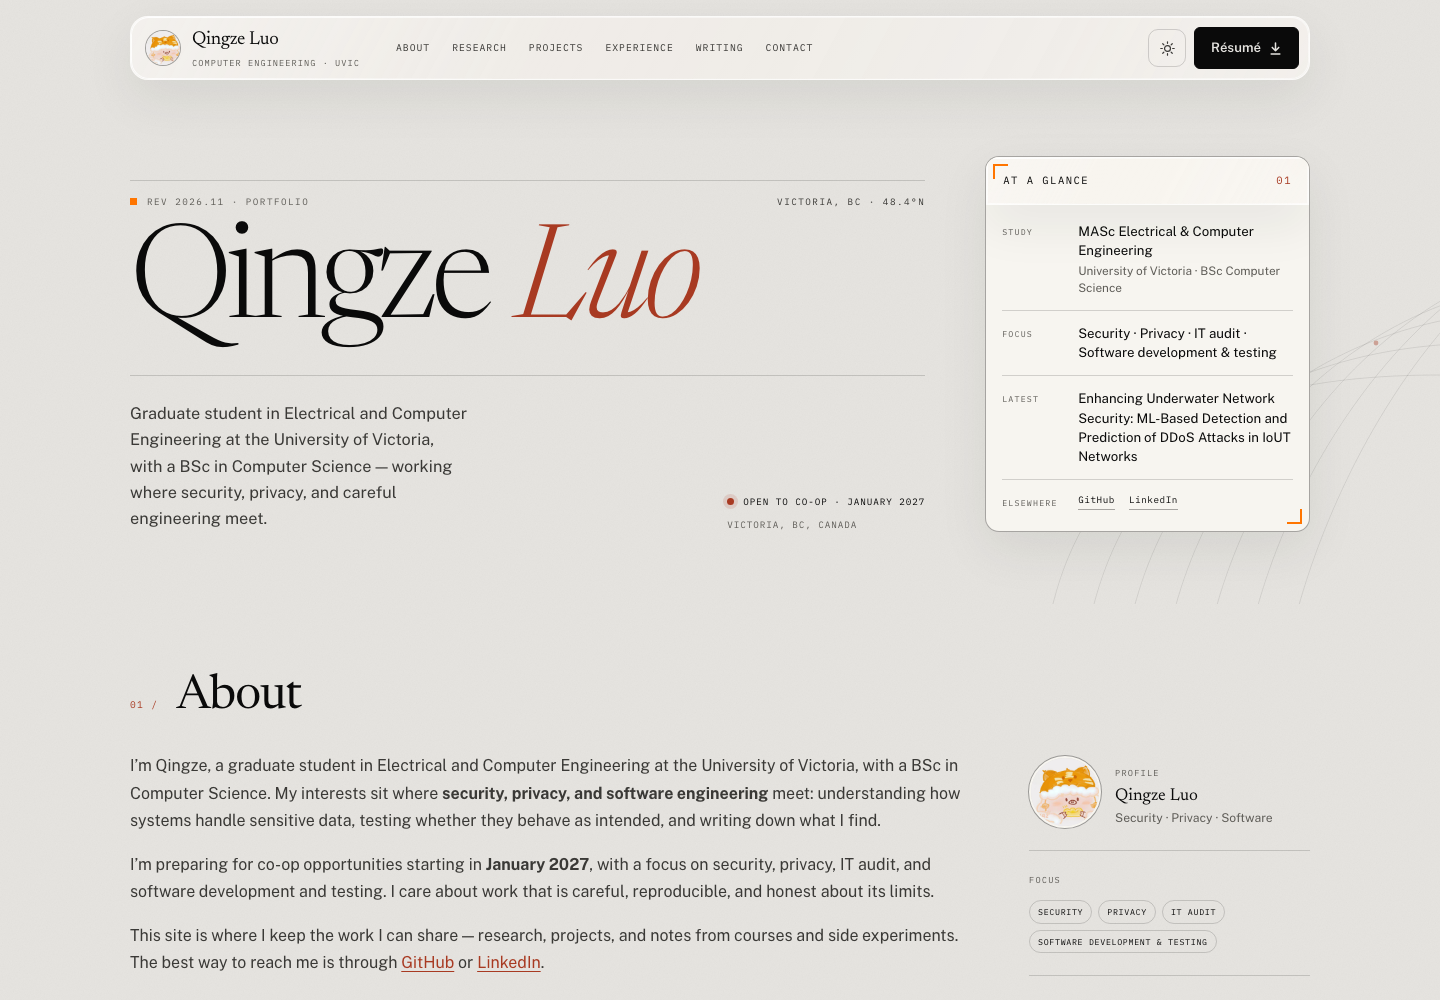 Qingze Luo
COMPUTER ENGINEERING · UVIC
ABOUT
RESEARCH
PROJECTS
EXPERIENCE
WRITING
CONTACT
Résumé
REV 2026.11 · PORTFOLIO
VICTORIA, BC · 48.4°N
Qingze Luo
Graduate student in Electrical and Computer
Engineering at the University of Victoria,
with a BSc in Computer Science — working
where security, privacy, and careful
engineering meet.
OPEN TO CO-OP · JANUARY 2027
VICTORIA, BC, CANADA
AT A GLANCE
01
STUDY
MASc Electrical & Computer
Engineering
University of Victoria · BSc Computer
Science
FOCUS
Security · Privacy · IT audit ·
Software development & testing
LATEST
Enhancing Underwater Network
Security: ML-Based Detection and
Prediction of DDoS Attacks in IoUT
Networks
ELSEWHERE
GitHub
LinkedIn
01 /
About
I’m Qingze, a graduate student in Electrical and Computer Engineering at the University of Victoria, with a BSc in
Computer Science. My interests sit where security, privacy, and software engineering meet: understanding how
systems handle sensitive data, testing whether they behave as intended, and writing down what I find.
I’m preparing for co-op opportunities starting in January 2027, with a focus on security, privacy, IT audit, and
software development and testing. I care about work that is careful, reproducible, and honest about its limits.
This site is where I keep the work I can share — research, projects, and notes from courses and side experiments.
The best way to reach me is through GitHub or LinkedIn.
PROFILE
Qingze Luo
Security · Privacy · Software
FOCUS
SECURITY
PRIVACY
IT AUDIT
SOFTWARE DEVELOPMENT & TESTING